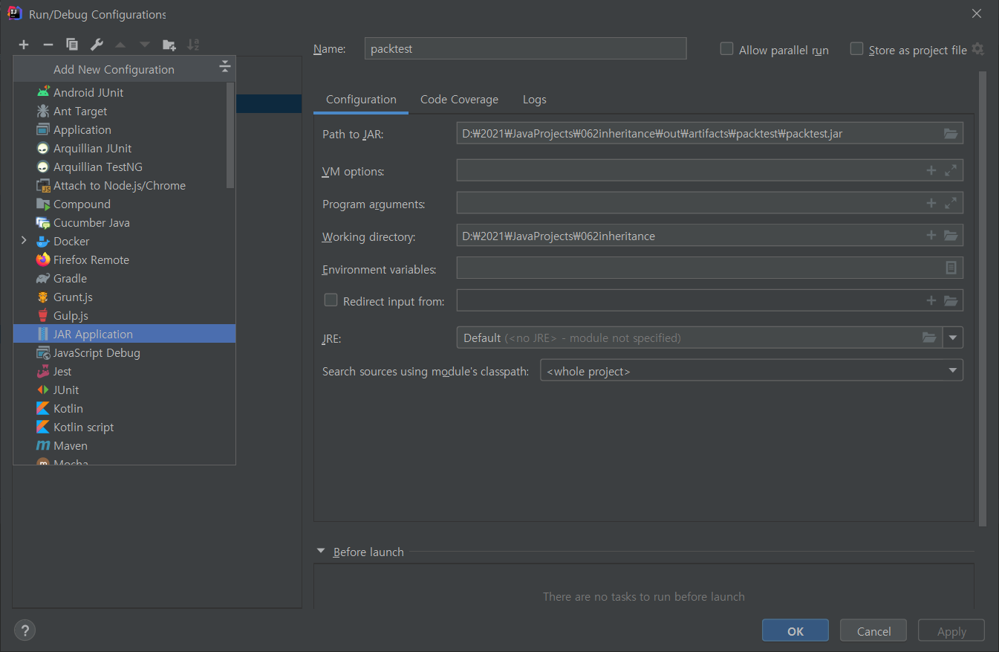 Run/Debug Configurations
Name: packtest
Allow parallel run
Store as project file
Add New Configuration
Android JUnit
Ant Target
Application
Arquillian JUnit
Arquillian TestNG
Attach to Node.js/Chrome
Compound
Cucumber Java
Docker
Firefox Remote
Gradle
Grunt.js
Gulp.js
JAR Application
JavaScript Debug
Jest
JUnit
Kotlin
Kotlin script
Maven
Mocha
Configuration Code Coverage Logs
Path to JAR: D:₩2021₩JavaProjects₩062inheritance₩out₩artifacts₩packtest₩packtest.jar
VM options:
Program arguments:
Working directory: D:₩2021₩JavaProjects₩062inheritance
Environment variables:
Redirect input from:
JRE: Default (<no JRE> - module not specified)
Search sources using module's classpath: <whole project>
Before launch
There are no tasks to run before launch
? OK Cancel Apply